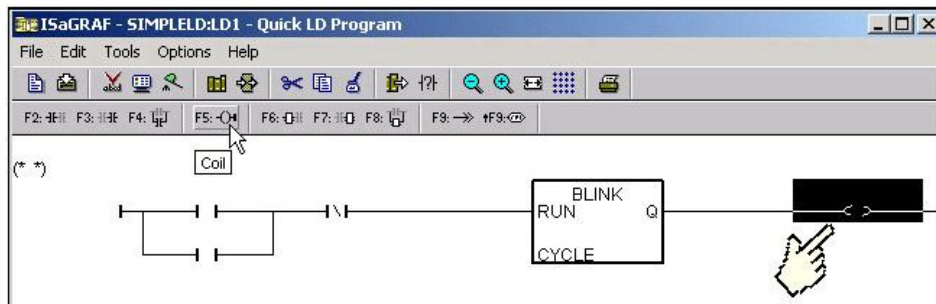 ISaGRAF - SIMPLELD:LD1 - Quick LD Program
File Edit Tools Options Help
F2: F3: F4: F5: F6: F7: F8: F9: F9:
Coil
(* *)
BLINK
RUN Q
CYCLE